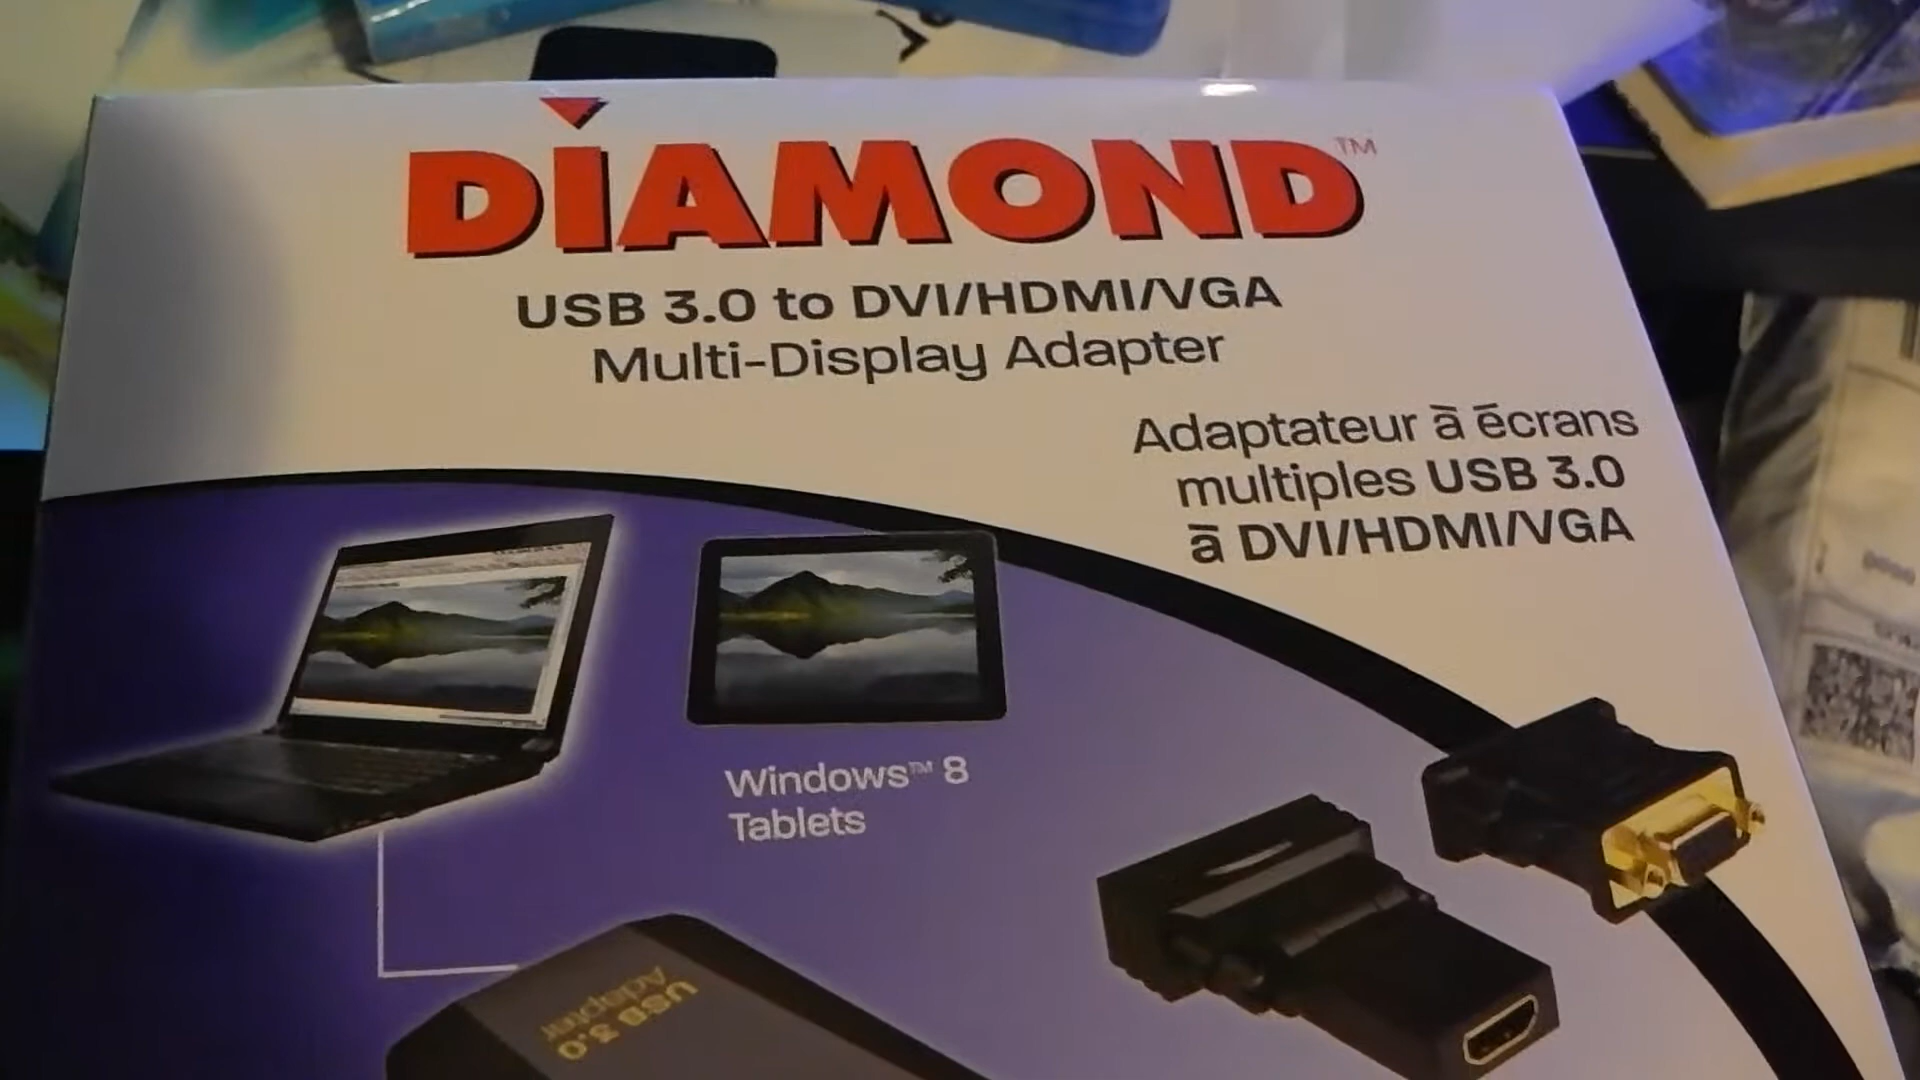 DIAMOND™
USB 3.0 to DVI/HDMI/VGA
Multi-Display Adapter
Adaptateur à écrans
multiples USB 3.0
à DVI/HDMI/VGA
Windows™ 8
Tablets
USB 3.0
Adapter